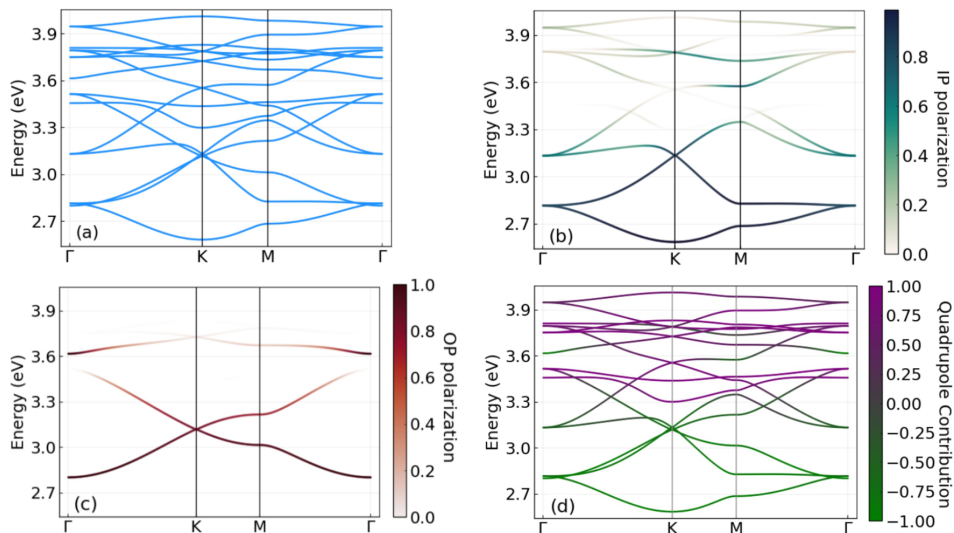 3.9
3.6
3.3
3.0
2.7
Energy (eV)
(a)
Γ K M Γ
3.9
3.6
3.3
3.0
2.7
Energy (eV)
(b)
Γ K M Γ
0.8
0.6
0.4
0.2
0.0
IP polarization
3.9
3.6
3.3
3.0
2.7
Energy (eV)
(c)
Γ K M Γ
1.0
0.8
0.6
0.4
0.2
0.0
OP polarization
3.9
3.6
3.3
3.0
2.7
Energy (eV)
(d)
Γ K M Γ
1.00
0.75
0.50
0.25
0.00
−0.25
−0.50
−0.75
−1.00
Quadrupole Contribution